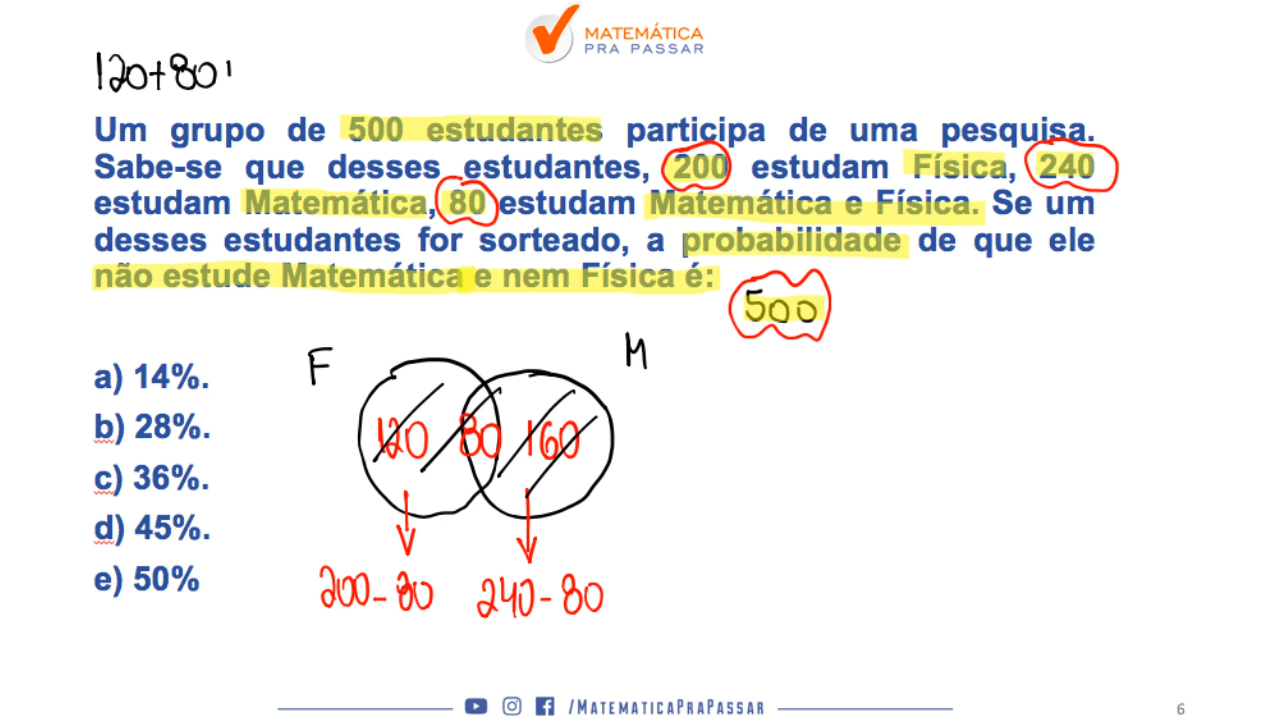 MATEMÁTICA
PRA PASSAR
120+80
Um grupo de 500 estudantes participa de uma pesquisa.
Sabe-se que desses estudantes, 200 estudam Física, 240
estudam Matemática, 80 estudam Matemática e Física. Se um
desses estudantes for sorteado, a probabilidade de que ele
não estude Matemática e nem Física é:
500
F
M
a) 14%.
b) 28%.
c) 36%.
d) 45%.
e) 50%
120 80 160
200-80 240-80
/MATEMATICAPRAPASSAR
6